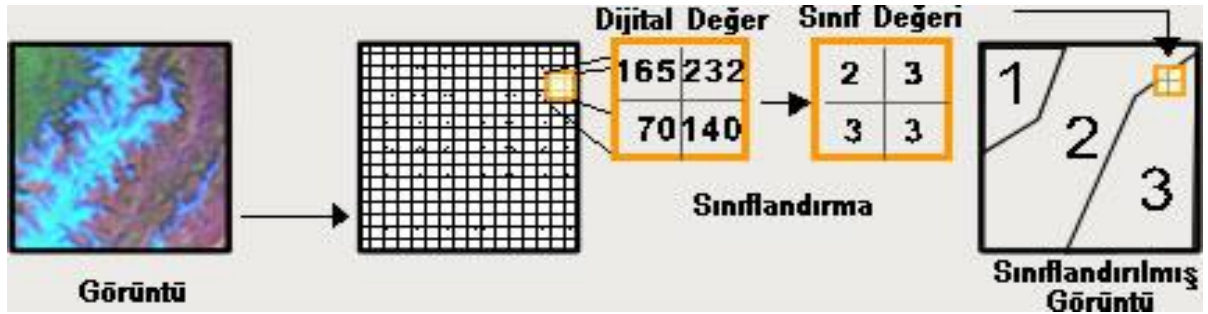 Dijital Değer
Sınıf Değeri
165 232
70 140
2 3
3 3
1
2
3
Sınıflandırma
Görüntü
Sınıflandırılmış
Görüntü